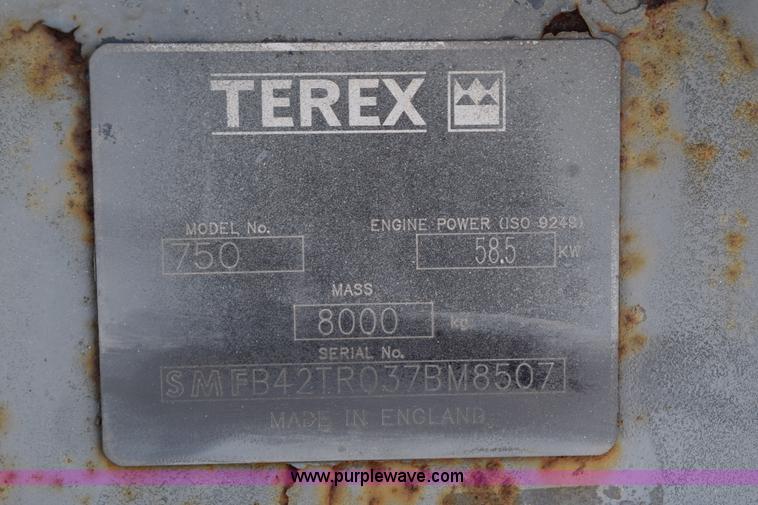 TEREX
MODEL No. ENGINE POWER (ISO 9249)
750 58.5 KW
MASS
8000 kg
SERIAL No.
SMFB42TR037BM8507
MADE IN ENGLAND
www.purplewave.com